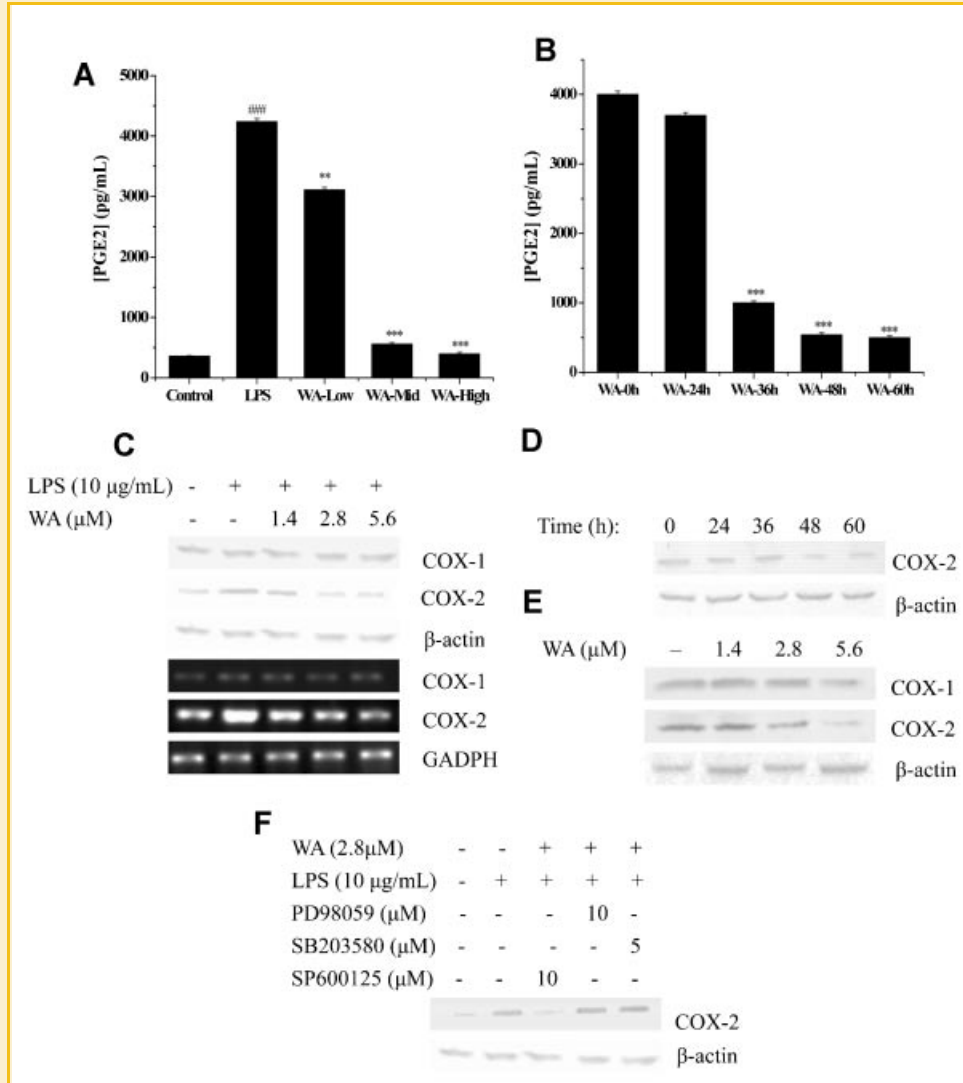 A
[PGE2] (pg/mL)
5000
4000
3000
2000
1000
0
###
**
***
***
Control LPS WA-Low WA-Mid WA-High
B
[PGE2] (pg/mL)
4000
3000
2000
1000
0
***
***
***
WA-0h WA-24h WA-36h WA-48h WA-60h
C
LPS (10 µg/mL) - + + + +
WA (µM) - - 1.4 2.8 5.6
COX-1
COX-2
β-actin
COX-1
COX-2
GADPH
D
Time (h): 0 24 36 48 60
COX-2
β-actin
E
WA (µM) – 1.4 2.8 5.6
COX-1
COX-2
β-actin
F
WA (2.8µM) - - + + +
LPS (10 µg/mL) - + + + +
PD98059 (µM) - - - 10 -
SB203580 (µM) - - - - 5
SP600125 (µM) - - 10 - -
COX-2
β-actin